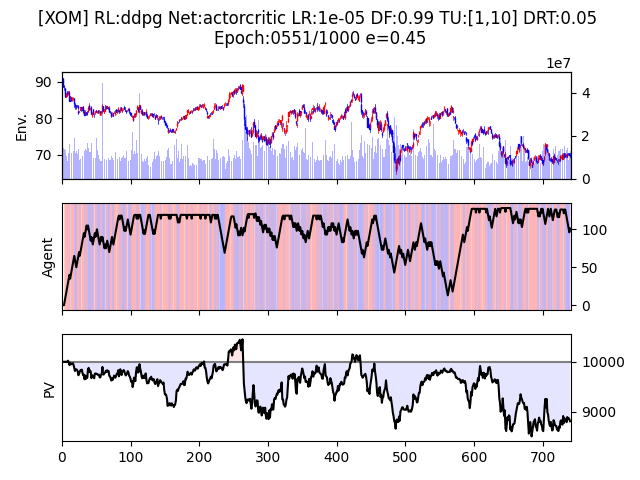 [XOM] RL:ddpg Net:actorcritic LR:1e-05 DF:0.99 TU:[1,10] DRT:0.05
Epoch:0551/1000 e=0.45
1e7
Env.
90
80
70
4
2
0
Agent
100
50
0
PV
10000
9000
0 100 200 300 400 500 600 700